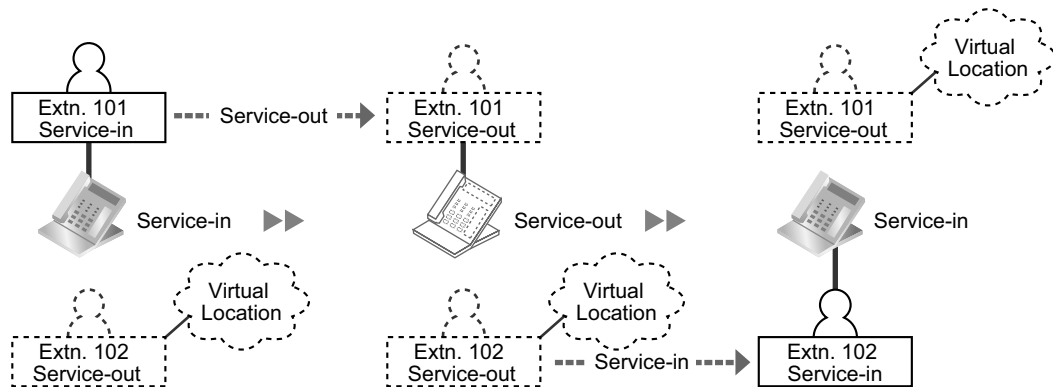 Virtual
Location
Extn. 101
Service-in
Service-out
Extn. 101
Service-out
Extn. 101
Service-out
Service-in
Service-out
Service-in
Virtual
Location
Virtual
Location
Extn. 102
Service-out
Extn. 102
Service-out
Service-in
Extn. 102
Service-in